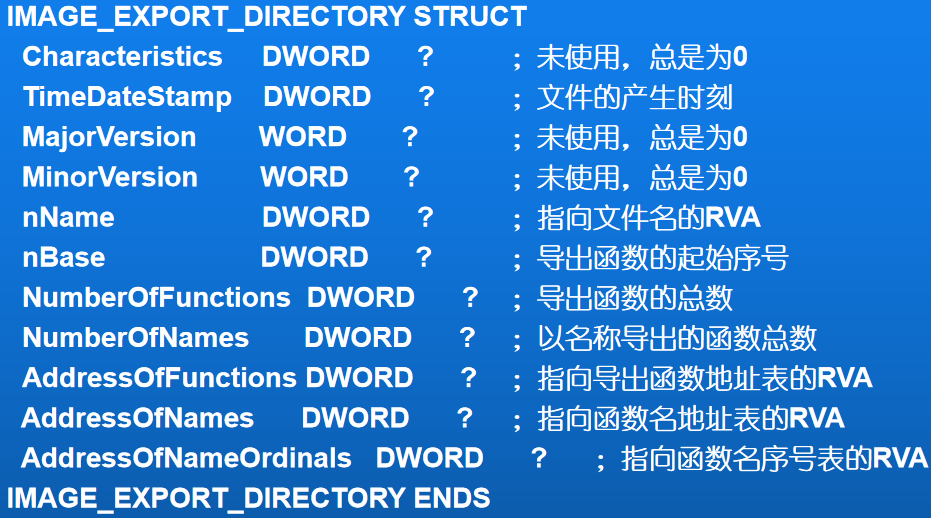 IMAGE_EXPORT_DIRECTORY STRUCT
Characteristics DWORD ? ; 未使用，总是为0
TimeDateStamp DWORD ? ; 文件的产生时刻
MajorVersion WORD ? ; 未使用，总是为0
MinorVersion WORD ? ; 未使用，总是为0
nName DWORD ? ; 指向文件名的RVA
nBase DWORD ? ; 导出函数的起始序号
NumberOfFunctions DWORD ? ; 导出函数的总数
NumberOfNames DWORD ? ; 以名称导出的函数总数
AddressOfFunctions DWORD ? ; 指向导出函数地址表的RVA
AddressOfNames DWORD ? ; 指向函数名地址表的RVA
AddressOfNameOrdinals DWORD ? ; 指向函数名序号表的RVA
IMAGE_EXPORT_DIRECTORY ENDS